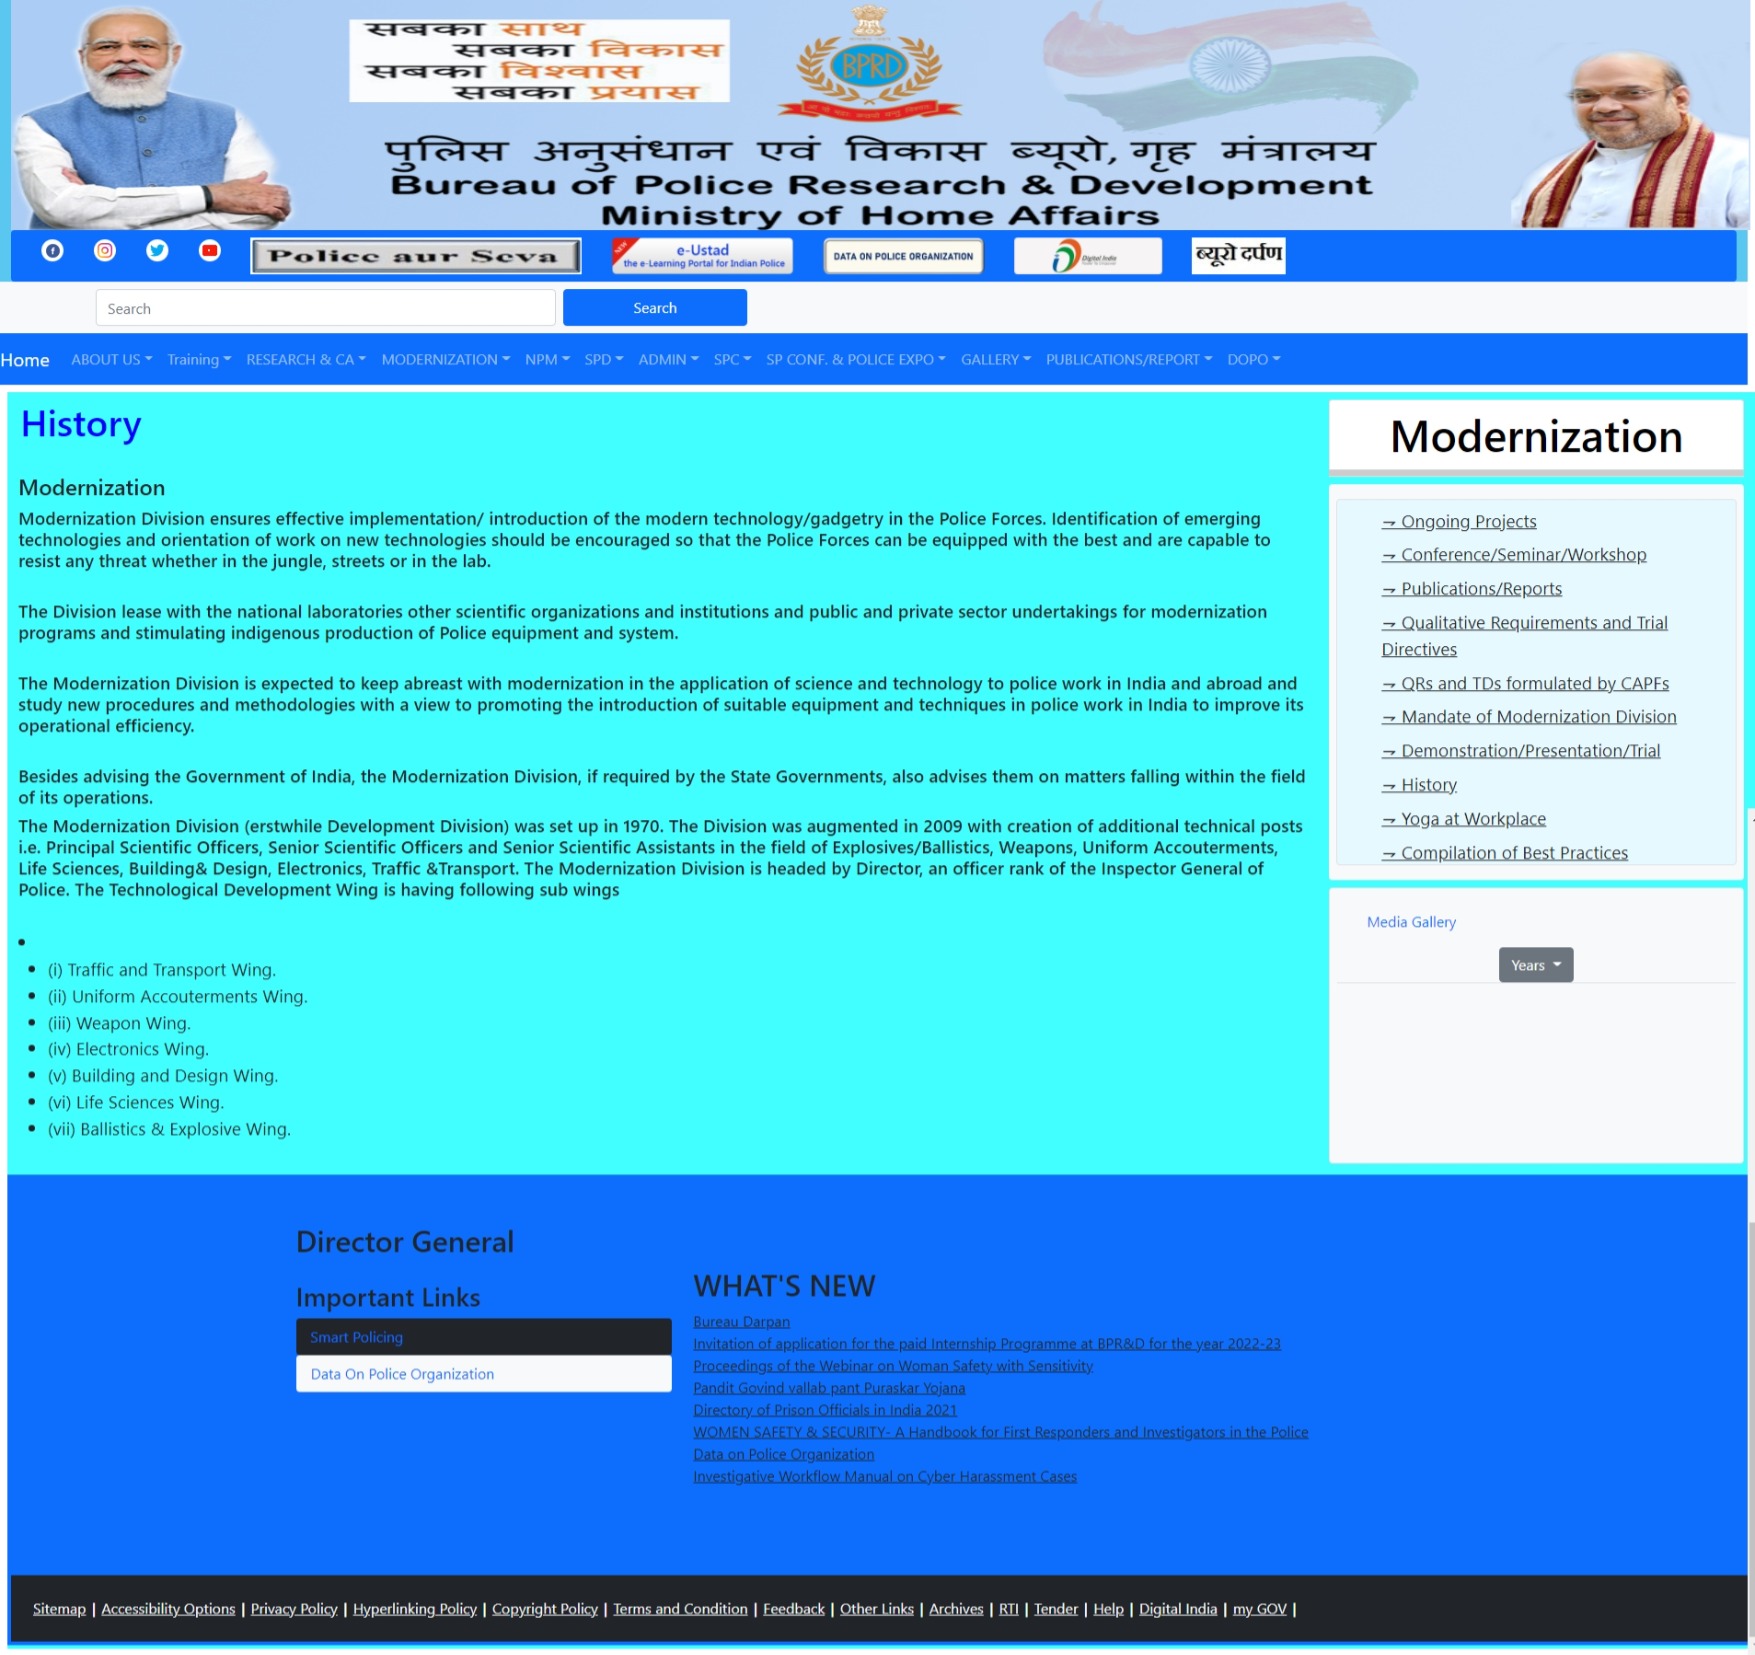 सबका साथ
सबका विकास
सबका विश्वास
सबका प्रयास
BPRD
पुलिस अनुसंधान एवं विकास ब्यूरो, गृह मंत्रालय
Bureau of Police Research & Development
Ministry of Home Affairs
Police aur Seva
NEW
e-Ustad
the e-Learning Portal for Indian Police
DATA ON POLICE ORGANIZATION
Digital India
ब्यूरो दर्पण
Search
Search
Home ABOUT US Training RESEARCH & CA MODERNIZATION NPM SPD ADMIN SPC SP CONF. & POLICE EXPO GALLERY PUBLICATIONS/REPORT DOPO
History
Modernization
Modernization Division ensures effective implementation/ introduction of the modern technology/gadgetry in the Police Forces. Identification of emerging
technologies and orientation of work on new technologies should be encouraged so that the Police Forces can be equipped with the best and are capable to
resist any threat whether in the jungle, streets or in the lab.
The Division lease with the national laboratories other scientific organizations and institutions and public and private sector undertakings for modernization
programs and stimulating indigenous production of Police equipment and system.
The Modernization Division is expected to keep abreast with modernization in the application of science and technology to police work in India and abroad and
study new procedures and methodologies with a view to promoting the introduction of suitable equipment and techniques in police work in India to improve its
operational efficiency.
Besides advising the Government of India, the Modernization Division, if required by the State Governments, also advises them on matters falling within the field
of its operations.
The Modernization Division (erstwhile Development Division) was set up in 1970. The Division was augmented in 2009 with creation of additional technical posts
i.e. Principal Scientific Officers, Senior Scientific Officers and Senior Scientific Assistants in the field of Explosives/Ballistics, Weapons, Uniform Accouterments,
Life Sciences, Building& Design, Electronics, Traffic &Transport. The Modernization Division is headed by Director, an officer rank of the Inspector General of
Police. The Technological Development Wing is having following sub wings
•
• (i) Traffic and Transport Wing.
• (ii) Uniform Accouterments Wing.
• (iii) Weapon Wing.
• (iv) Electronics Wing.
• (v) Building and Design Wing.
• (vi) Life Sciences Wing.
• (vii) Ballistics & Explosive Wing.
Modernization
→ Ongoing Projects
→ Conference/Seminar/Workshop
→ Publications/Reports
→ Qualitative Requirements and Trial
Directives
→ QRs and TDs formulated by CAPFs
→ Mandate of Modernization Division
→ Demonstration/Presentation/Trial
→ History
→ Yoga at Workplace
→ Compilation of Best Practices
Media Gallery
Years
Director General
Important Links
Smart Policing
Data On Police Organization
WHAT'S NEW
Bureau Darpan
Invitation of application for the paid Internship Programme at BPR&D for the year 2022-23
Proceedings of the Webinar on Woman Safety with Sensitivity
Pandit Govind vallab pant Puraskar Yojana
Directory of Prison Officials in India 2021
WOMEN SAFETY & SECURITY- A Handbook for First Responders and Investigators in the Police
Data on Police Organization
Investigative Workflow Manual on Cyber Harassment Cases
Sitemap | Accessibility Options | Privacy Policy | Hyperlinking Policy | Copyright Policy | Terms and Condition | Feedback | Other Links | Archives | RTI | Tender | Help | Digital India | my GOV |